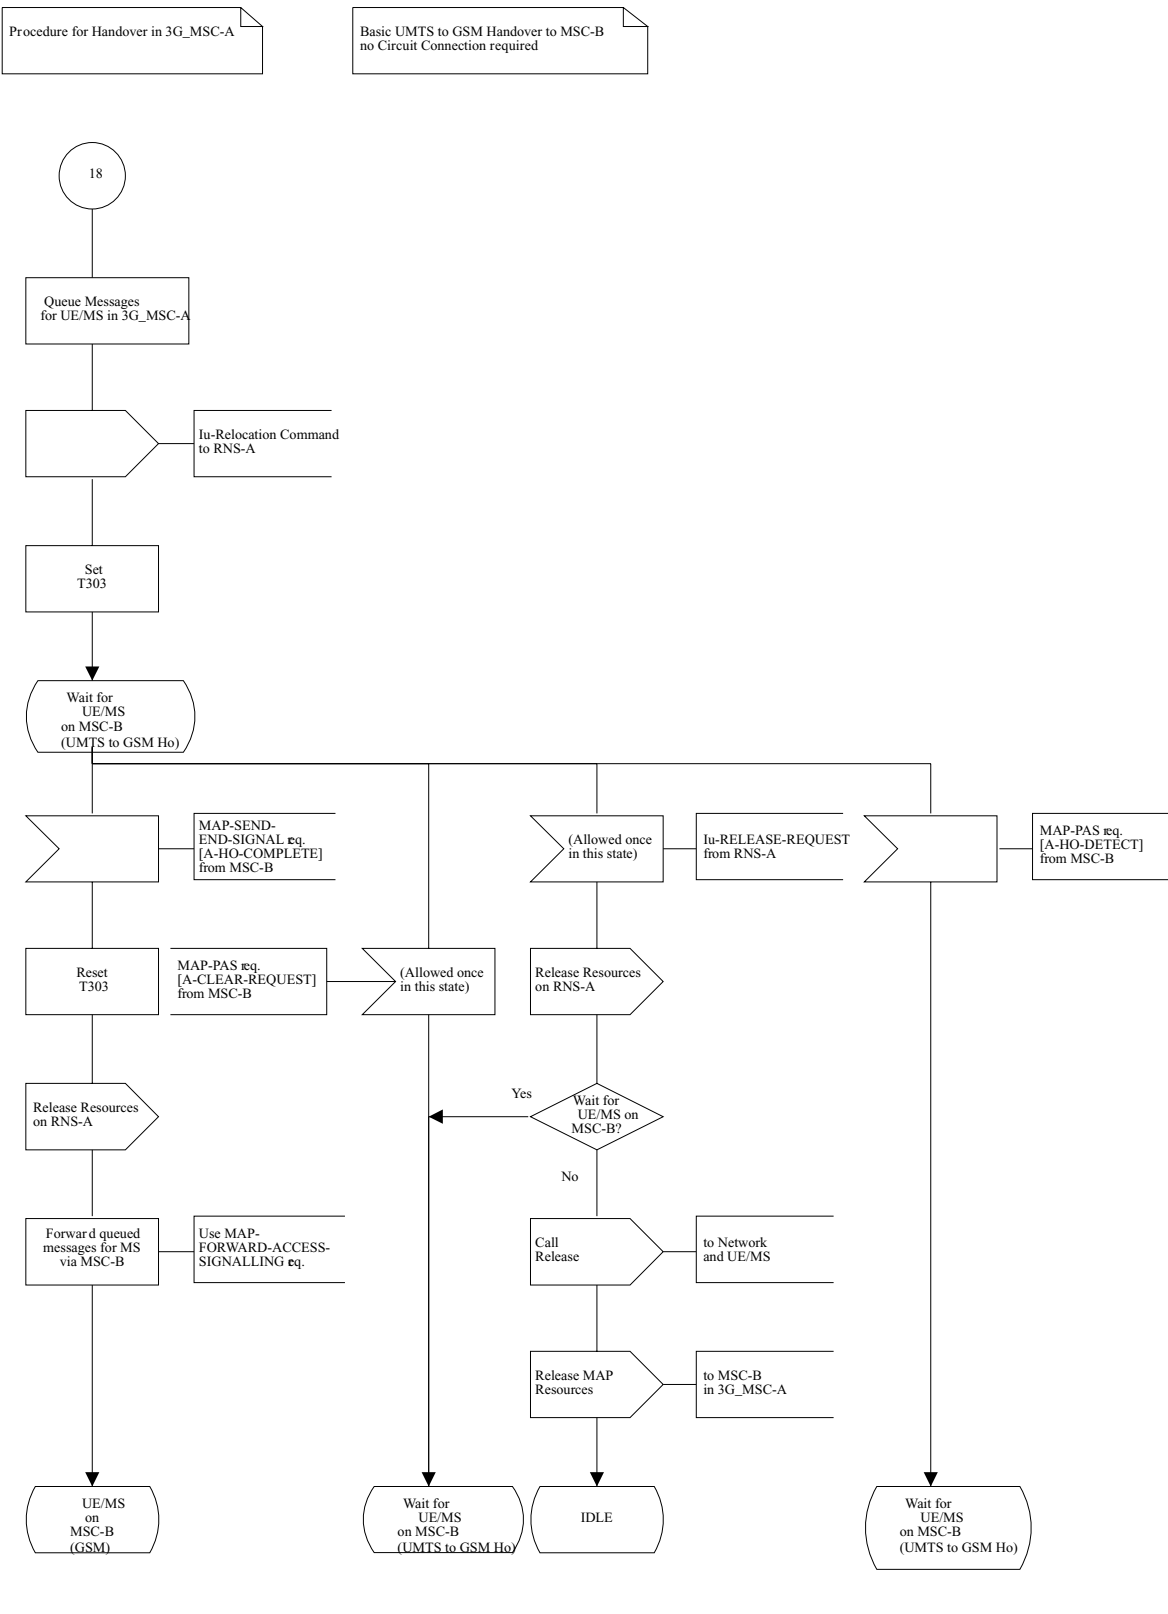 Procedure for Handover in 3G_MSC-A
Basic UMTS to GSM Handover to MSC-B
no Circuit Connection required
18
Queue Messages
for UE/MS in 3G_MSC-A
Iu-Relocation Command
to RNS-A
Set
T303
Wait for
UE/MS
on MSC-B
(UMTS to GSM Ho)
MAP-SEND-
END-SIGNAL req.
[A-HO-COMPLETE]
from MSC-B
(Allowed once
in this state)
Iu-RELEASE-REQUEST
from RNS-A
MAP-PAS req.
[A-HO-DETECT]
from MSC-B
Reset
T303
MAP-PAS req.
[A-CLEAR-REQUEST]
from MSC-B
(Allowed once
in this state)
Release Resources
on RNS-A
Release Resources
on RNS-A
Yes
Wait for
UE/MS on
MSC-B?
No
Forward queued
messages for MS
via MSC-B
Use MAP-
FORWARD-ACCESS-
SIGNALLING req.
Call
Release
to Network
and UE/MS
Release MAP
Resources
to MSC-B
in 3G_MSC-A
UE/MS
on
MSC-B
(GSM)
Wait for
UE/MS
on MSC-B
(UMTS to GSM Ho)
IDLE
Wait for
UE/MS
on MSC-B
(UMTS to GSM Ho)